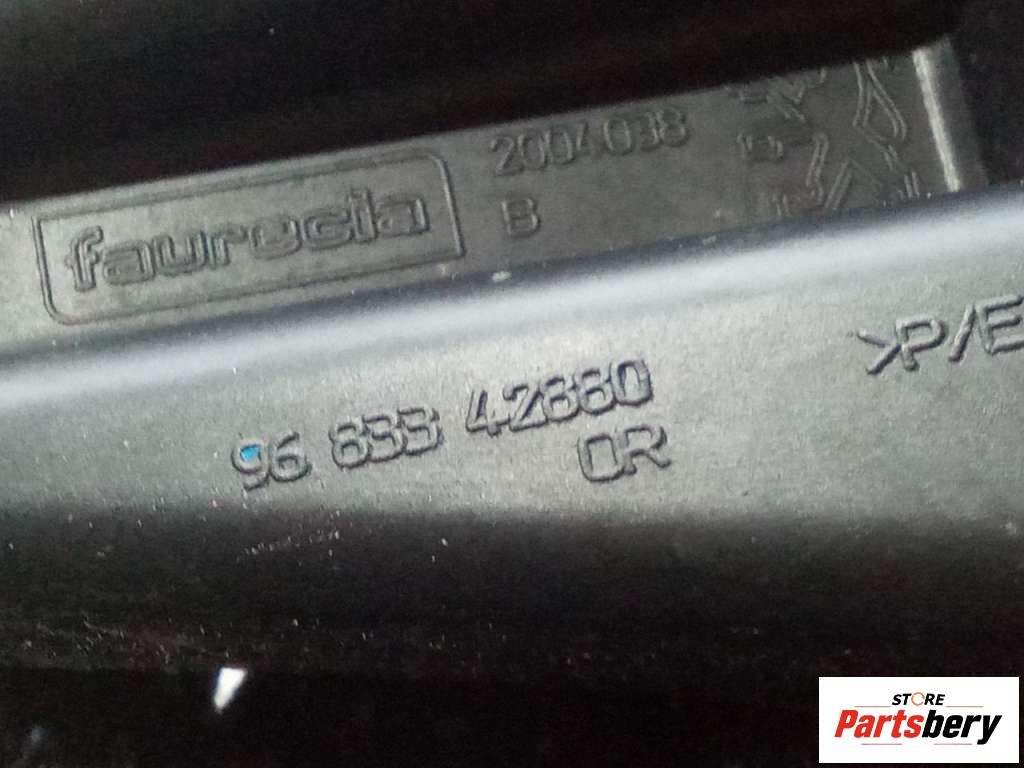 faurecia
2004038
B
>P/E
96 833 42880
OR
STORE
Partsbery